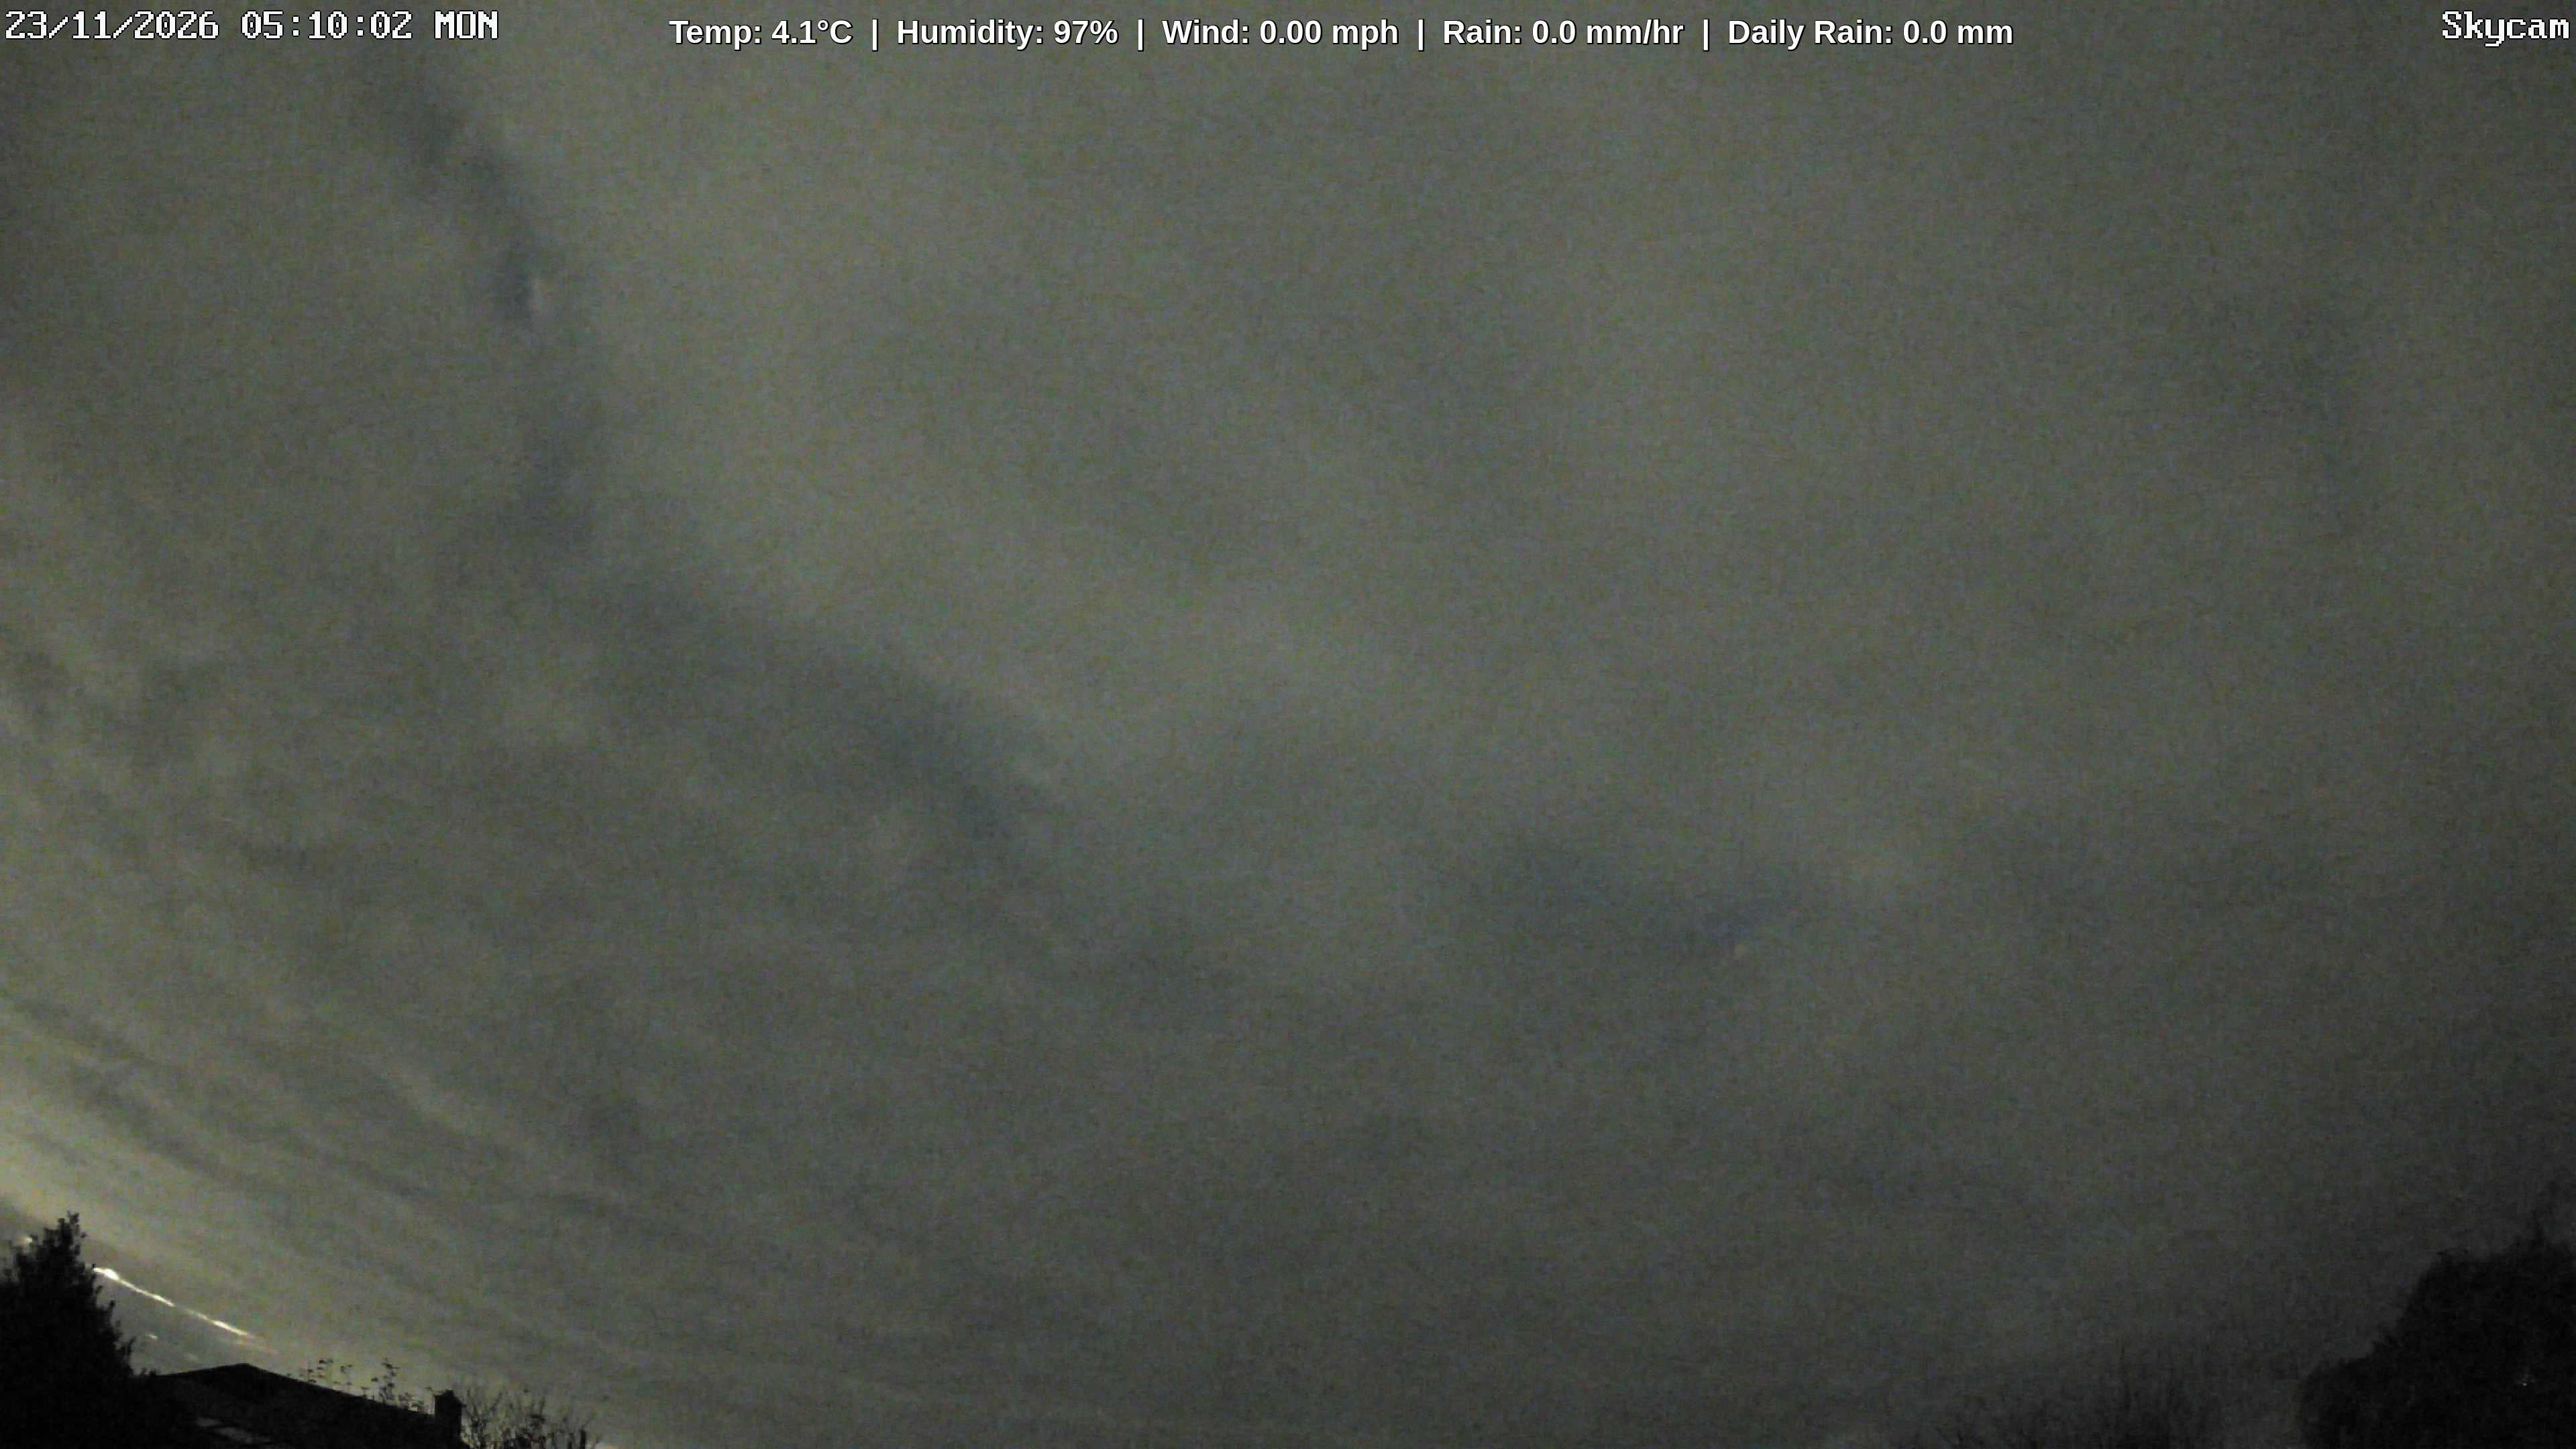 23/11/2026 05:10:02 MON
Temp: 4.1°C | Humidity: 97% | Wind: 0.00 mph | Rain: 0.0 mm/hr | Daily Rain: 0.0 mm
Skycam